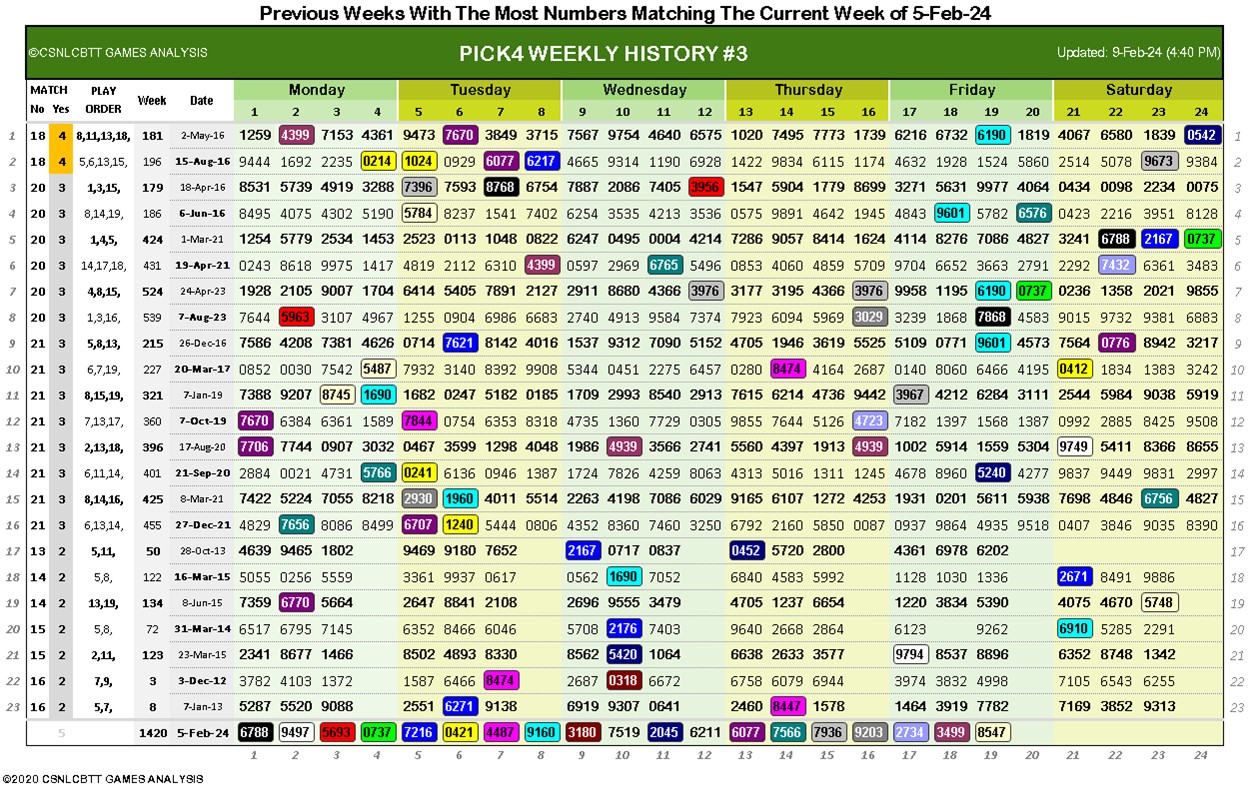 Previous Weeks With The Most Numbers Matching The Current Week of 5-Feb-24
©CSNLCBTT GAMES ANALYSIS PICK4 WEEKLY HISTORY #3 Updated: 9-Feb-24 (4:40 PM)
MATCH PLAY ORDER Week Date Monday Tuesday Wednesday Thursday Friday Saturday
No Yes 1 2 3 4 5 6 7 8 9 10 11 12 13 14 15 16 17 18 19 20 21 22 23 24
1 18 4 8,11,13,18, 181 2-May-16 1259 4399 7153 4361 9473 7670 3849 3715 7567 9754 4640 6575 1020 7495 7773 1739 6216 6732 6190 1819 4067 6580 1839 0542 1
2 18 4 5,6,13,15, 196 15-Aug-16 9444 1692 2235 0214 1024 0929 6077 6217 4665 9314 1190 6928 1422 9834 6115 1174 4632 1928 1524 5860 2514 5078 9673 9384 2
3 20 3 1,3,15, 179 18-Apr-16 8531 5739 4919 3288 7396 7593 8768 6754 7887 2086 7405 3956 1547 5904 1779 8699 3271 5631 9977 4064 0434 0098 2234 0075 3
4 20 3 8,14,19, 186 6-Jun-16 8495 4075 4302 5190 5784 8237 1541 7402 6254 3535 4213 3536 0575 9891 4642 1945 4843 9601 5782 6576 0423 2216 3951 8128 4
5 20 3 1,4,5, 424 1-Mar-21 1254 5779 2534 1453 2523 0113 1048 0822 6247 0495 0004 4214 7286 9057 8414 1624 4114 8276 7086 4827 3241 6788 2167 0737 5
6 20 3 14,17,18, 431 19-Apr-21 0243 8618 9975 1417 4813 2112 6310 4399 0597 2969 6765 5496 0853 4060 4859 5709 9704 6652 3663 2791 2292 7432 6361 3483 6
7 20 3 4,8,15, 524 24-Apr-23 1928 2105 9007 1704 6414 5405 7891 2127 2911 8680 4366 3976 3177 3195 4366 3976 9958 1195 6190 0737 0236 1358 2021 9855 7
8 20 3 1,3,16, 539 7-Aug-23 7644 5963 3107 4967 1255 0904 6986 6683 2740 4913 9584 7374 7923 6094 5969 3029 3239 1868 7868 4583 9015 9732 9381 6883 8
9 21 3 5,8,13, 215 26-Dec-16 7586 4208 7381 4626 0714 7621 8142 4016 1537 9312 7090 5152 4705 1946 3619 5525 5109 0771 9601 4573 7564 0776 8942 3217 9
10 21 3 6,7,19, 227 20-Mar-17 0852 0030 7542 5487 7932 3140 8392 9908 5344 0451 2275 6457 0280 8474 4164 2687 0140 8060 6466 4195 0412 1834 1383 3242 10
11 21 3 8,15,19, 321 7-Jan-19 7388 9207 8745 1690 1682 0247 5182 0185 1709 2993 8540 2913 7615 6214 4736 9442 3967 4212 6284 3111 2544 5984 9038 5919 11
12 21 3 7,13,17, 360 7-Oct-19 7670 6384 6361 1589 7844 0754 6353 8318 4735 1360 7729 0305 9855 7644 5126 4723 7182 1397 1568 1387 0992 2885 8425 9508 12
13 21 3 2,13,18, 396 17-Aug-20 7706 7744 0907 3032 0467 3599 1298 4048 1986 4939 3566 2741 5560 4397 1913 4939 1002 5914 1559 5304 9749 5411 8366 8655 13
14 21 3 6,11,14, 401 21-Sep-20 2884 0021 4731 5766 0241 6136 0946 1387 1724 7826 4259 8063 4313 5016 1311 1245 4678 8960 5240 4277 9837 9449 9831 2997 14
15 21 3 8,14,16, 425 8-Mar-21 7422 5224 7055 8218 2930 1960 4011 5514 2263 4198 7086 6029 9165 6107 1272 4253 1931 0201 5611 5938 7698 4846 6756 4827 15
16 21 3 6,13,14, 455 27-Dec-21 4829 7656 8086 8499 6707 1240 5444 0806 4352 8360 7460 3250 6792 2160 5850 0087 0937 9864 4935 9518 0407 3846 9035 8390 16
17 13 2 5,11, 50 28-Oct-13 4639 9465 1802 9469 9180 7652 2167 0717 0837 0452 5720 2800 4361 6978 6202 17
18 14 2 5,8, 122 16-Mar-15 5055 0256 5559 3361 9937 0617 0562 1690 7052 6840 4583 5992 1128 1030 1336 2671 8491 9886 18
19 14 2 13,19, 134 8-Jun-15 7359 6770 5664 2647 8841 2108 2696 9555 3479 4705 1237 6654 1220 3834 5390 4075 4670 5748 19
20 15 2 5,8, 72 31-Mar-14 6517 6795 7145 6352 8466 6046 5708 2176 7403 9640 2668 2864 6123 9262 6910 5285 2291 20
21 15 2 2,11, 123 23-Mar-15 2341 8677 1466 8502 4893 8330 8562 5420 1064 6638 2633 3577 9794 8537 8896 6352 8748 1342 21
22 16 2 7,9, 3 3-Dec-12 3782 4103 1372 1587 6466 8474 2687 0318 6672 6758 6079 6944 3974 3832 4998 7105 6543 6255 22
23 16 2 5,7, 8 7-Jan-13 5287 5520 9088 2551 6271 9138 6919 9307 0641 2460 8447 1578 1464 3919 7782 7169 3852 9313 23
5 1420 5-Feb-24 6788 9497 5693 0737 7216 0421 4487 9160 3180 7519 2045 6211 6077 7566 7936 9203 2734 3499 8547
1 2 3 4 5 6 7 8 9 10 11 12 13 14 15 16 17 18 19 20 21 22 23 24
©2020 CSNLCBTT GAMES ANALYSIS